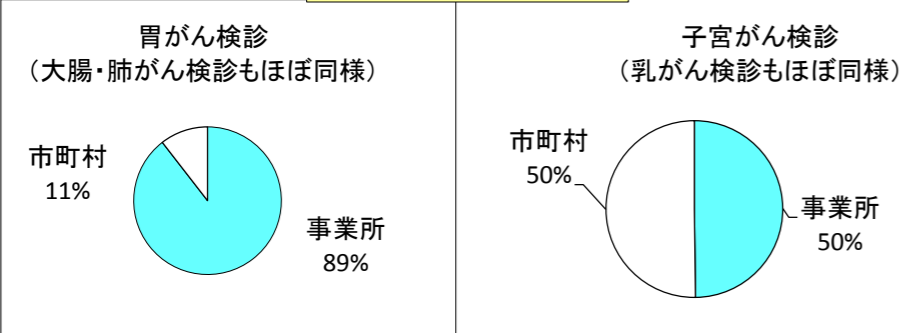 胃がん検診
（大腸・肺がん検診もほぼ同様）
市町村
11%
事業所
89%
子宮がん検診
（乳がん検診もほぼ同様）
市町村
50%
事業所
50%